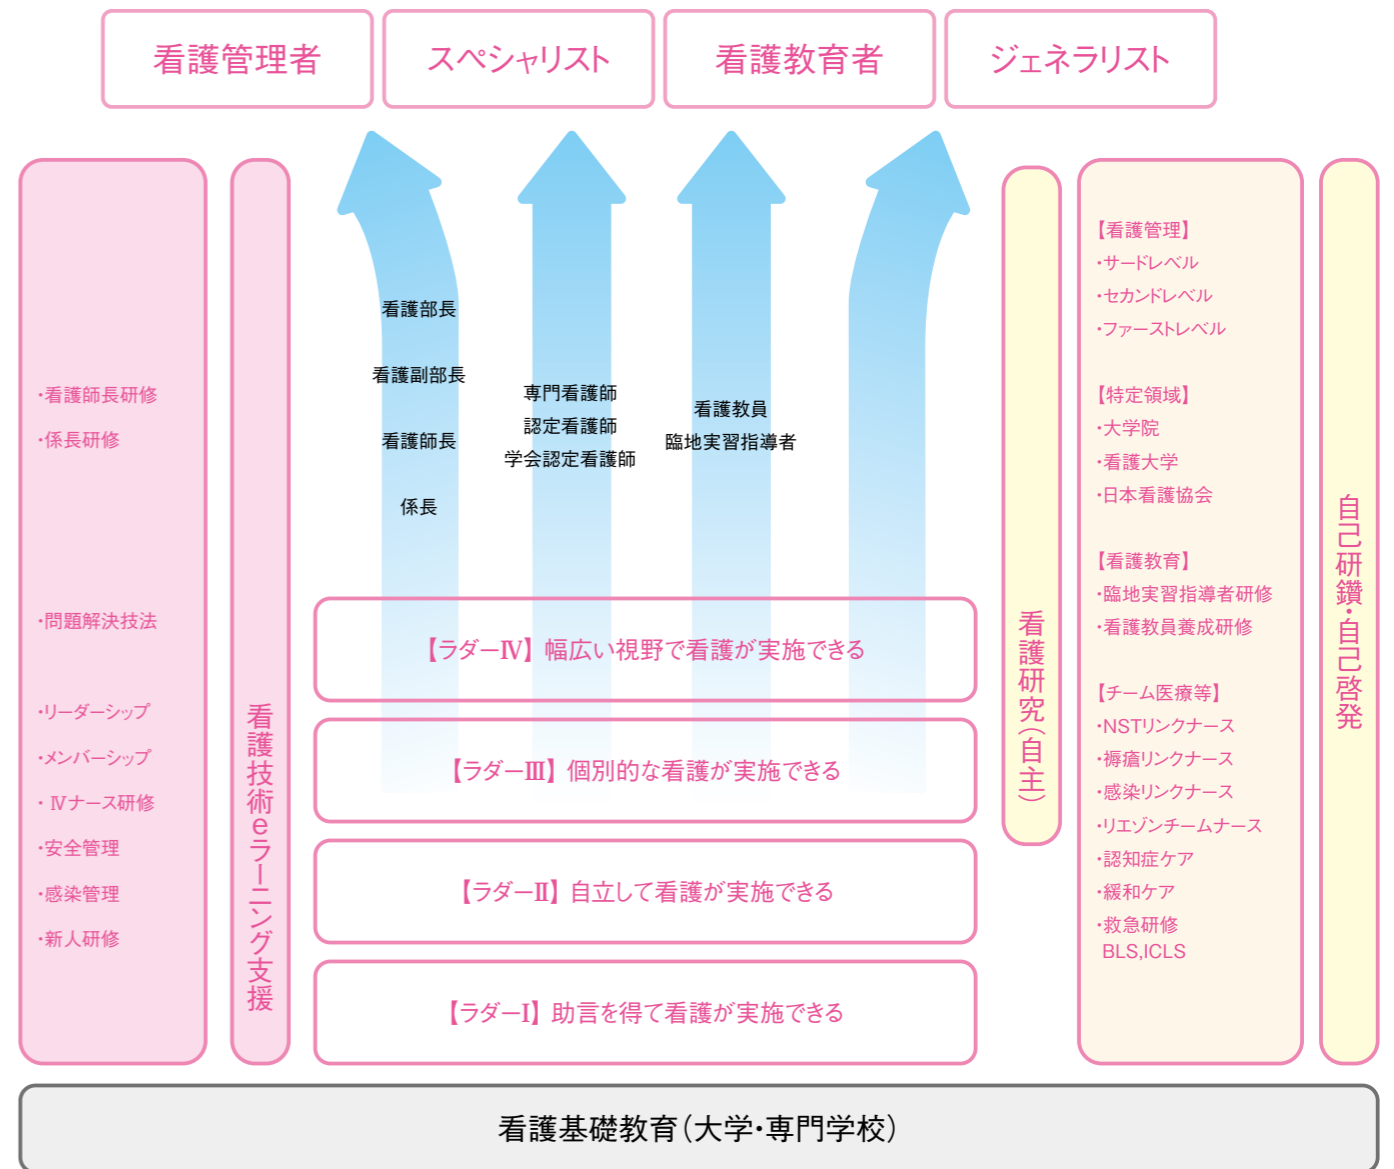 看護管理者
スペシャリスト
看護教育者
ジェネラリスト
・看護師長研修
・係長研修
・問題解決技法
・リーダーシップ
・メンバーシップ
・Ⅳナース研修
・安全管理
・感染管理
・新人研修
看護技術eラーニング支援
看護部長
看護副部長
看護師長
係長
専門看護師
認定看護師
学会認定看護師
看護教員
臨地実習指導者
【ラダーⅣ】幅広い視野で看護が実施できる
【ラダーⅢ】個別的な看護が実施できる
【ラダーⅡ】自立して看護が実施できる
【ラダーⅠ】助言を得て看護が実施できる
看護研究（自主）
【看護管理】
・サードレベル
・セカンドレベル
・ファーストレベル
【特定領域】
・大学院
・看護大学
・日本看護協会
【看護教育】
・臨地実習指導者研修
・看護教員養成研修
【チーム医療等】
・NSTリンクナース
・褥瘡リンクナース
・感染リンクナース
・リエゾンチームナース
・認知症ケア
・緩和ケア
・救急研修
BLS,ICLS
自己研鑽・自己啓発
看護基礎教育（大学・専門学校）